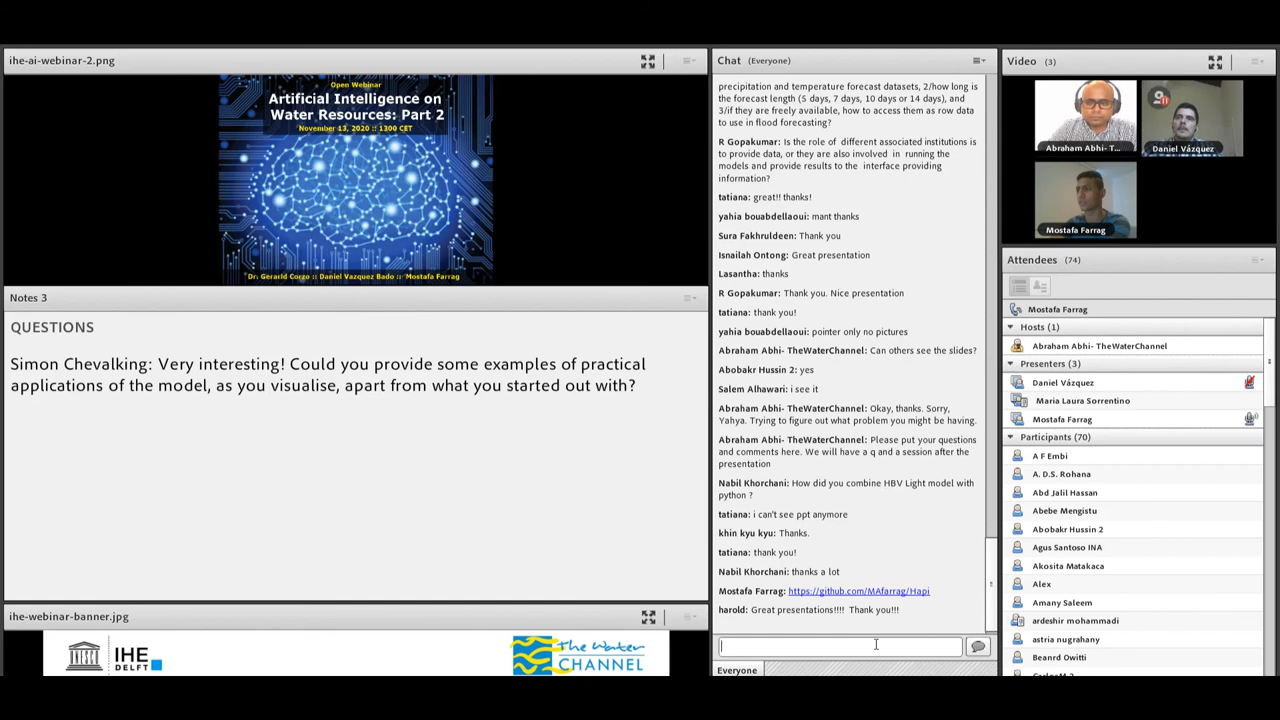 ihe-ai-webinar-2.png
Open Webinar
Artificial Intelligence on
Water Resources: Part 2
November 13, 2020 :: 1300 CET
Dr. Gerarld Corzo :: Daniel Vazquez Bado :: Mostafa Farrag
Notes 3
QUESTIONS
Simon Chevalking: Very interesting! Could you provide some examples of practical
applications of the model, as you visualise, apart from what you started out with?
ihe-webinar-banner.jpg
UNESCO
IHE
DELFT
The Water
CHANNEL
Chat (Everyone)
precipitation and temperature forecast datasets, 2/how long is
the forecast length (5 days, 7 days, 10 days or 14 days), and
3/if they are freely available, how to access them as row data
to use in flood forecasting?
R Gopakumar: Is the role of different associated institutions is
to provide data, or they are also involved in running the
models and provide results to the interface providing
information?
tatiana: great!! thanks!
yahia bouabdellaoui: mant thanks
Sura Fakhruldeen: Thank you
Isnailah Ontong: Great presentation
Lasantha: thanks
R Gopakumar: Thank you. Nice presentation
tatiana: thank you!
yahia bouabdellaoui: pointer only no pictures
Abraham Abhi- TheWaterChannel: Can others see the slides?
Abobakr Hussin 2: yes
Salem Alhawari: i see it
Abraham Abhi- TheWaterChannel: Okay, thanks. Sorry,
Yahya. Trying to figure out what problem you might be having.
Abraham Abhi- TheWaterChannel: Please put your questions
and comments here. We will have a q and a session after the
presentation
Nabil Khorchani: How did you combine HBV Light model with
python ?
tatiana: i can't see ppt anymore
khin kyu kyu: Thanks.
tatiana: thank you!
Nabil Khorchani: thanks a lot
Mostafa Farrag: https://github.com/MAfarrag/Hapi
harold: Great presentations!!!! Thank you!!!
Everyone
Video (3)
Abraham Abhi- T...
Daniel Vázquez
Mostafa Farrag
Attendees (74)
Mostafa Farrag
Hosts (1)
Abraham Abhi- TheWaterChannel
Presenters (3)
Daniel Vázquez
Maria Laura Sorrentino
Mostafa Farrag
Participants (70)
A F Embi
A. D.S. Rohana
Abd Jalil Hassan
Abebe Mengistu
Abobakr Hussin 2
Agus Santoso INA
Akosita Matakaca
Alex
Amany Saleem
ardeshir mohammadi
astria nugrahany
Beanrd Owitti